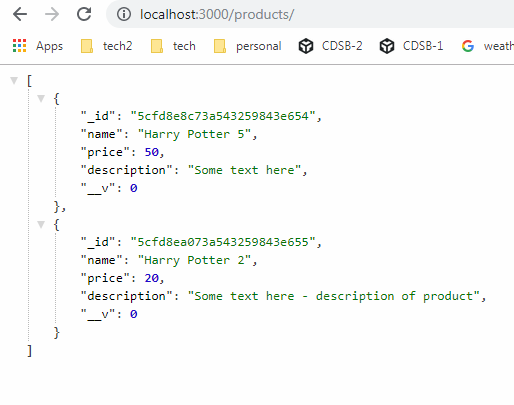 localhost:3000/products/
Apps tech2 tech personal CDSB-2 CDSB-1 weath
[
{
"_id": "5cfd8e8c73a543259843e654",
"name": "Harry Potter 5",
"price": 50,
"description": "Some text here",
"__v": 0
},
{
"_id": "5cfd8ea073a543259843e655",
"name": "Harry Potter 2",
"price": 20,
"description": "Some text here - description of product",
"__v": 0
}
]